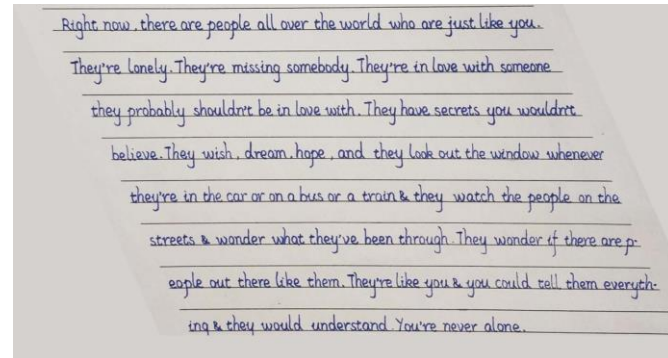 Right now, there are people all over the world who are just like you.
They're lonely. They're missing somebody. They're in love with someone
they probably shouldn't be in love with. They have secrets you wouldn't
believe. They wish, dream, hope, and they look out the window whenever
they're in the car or on a bus or a train & they watch the people on the
streets & wonder what they've been through. They wonder if there are p-
eople out there like them. They're like you & you could tell them everyth-
ing & they would understand. You're never alone.